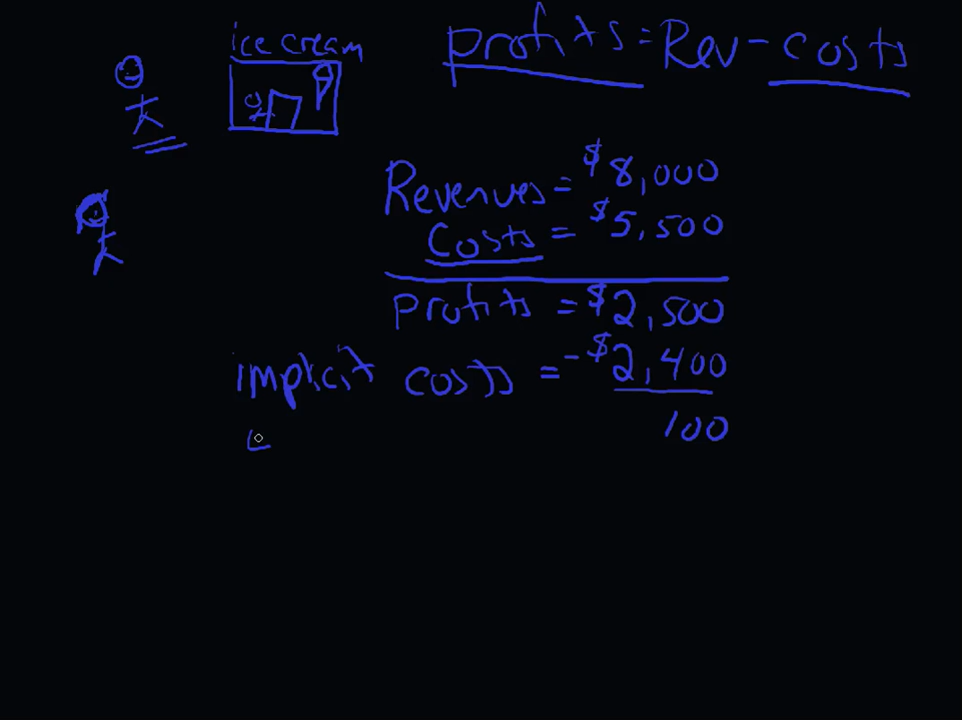 ice cream
profits = Rev - costs
Revenues = $8,000
Costs = $5,500
Profits = $2,500
implicit costs = -$2,400
100